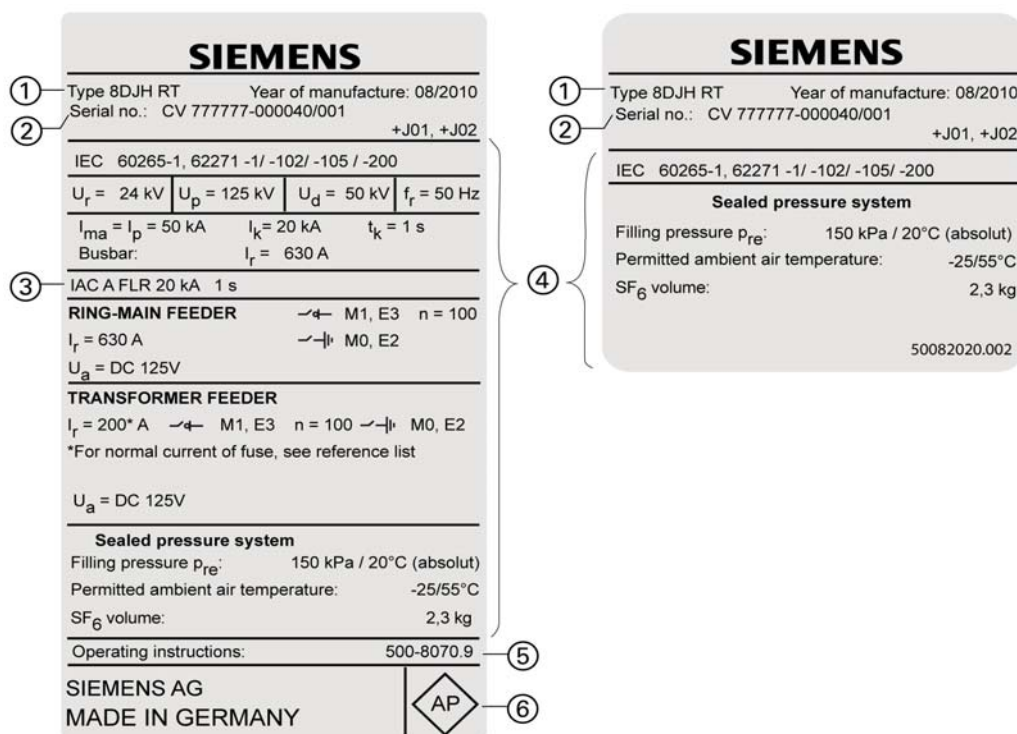 SIEMENS
① Type 8DJH RT Year of manufacture: 08/2010
② Serial no.: CV 777777-000040/001
+J01, +J02
IEC 60265-1, 62271 -1/ -102/ -105 / -200
Ur = 24 kV Up = 125 kV Ud = 50 kV fr = 50 Hz
Ima = Ip = 50 kA Ik= 20 kA tk = 1 s
Busbar: Ir = 630 A
③ IAC A FLR 20 kA 1 s
RING-MAIN FEEDER M1, E3 n = 100
Ir = 630 A M0, E2
Ua = DC 125V
TRANSFORMER FEEDER
Ir = 200* A M1, E3 n = 100 M0, E2
*For normal current of fuse, see reference list
Ua = DC 125V
Sealed pressure system
Filling pressure pre: 150 kPa / 20°C (absolut)
Permitted ambient air temperature: -25/55°C
SF6 volume: 2,3 kg
Operating instructions: 500-8070.9 ⑤
SIEMENS AG
MADE IN GERMANY
AP ⑥
④
SIEMENS
① Type 8DJH RT Year of manufacture: 08/2010
② Serial no.: CV 777777-000040/001
+J01, +J02
IEC 60265-1, 62271 -1/ -102/ -105/ -200
Sealed pressure system
Filling pressure pre: 150 kPa / 20°C (absolut)
Permitted ambient air temperature: -25/55°C
SF6 volume: 2,3 kg
50082020.002